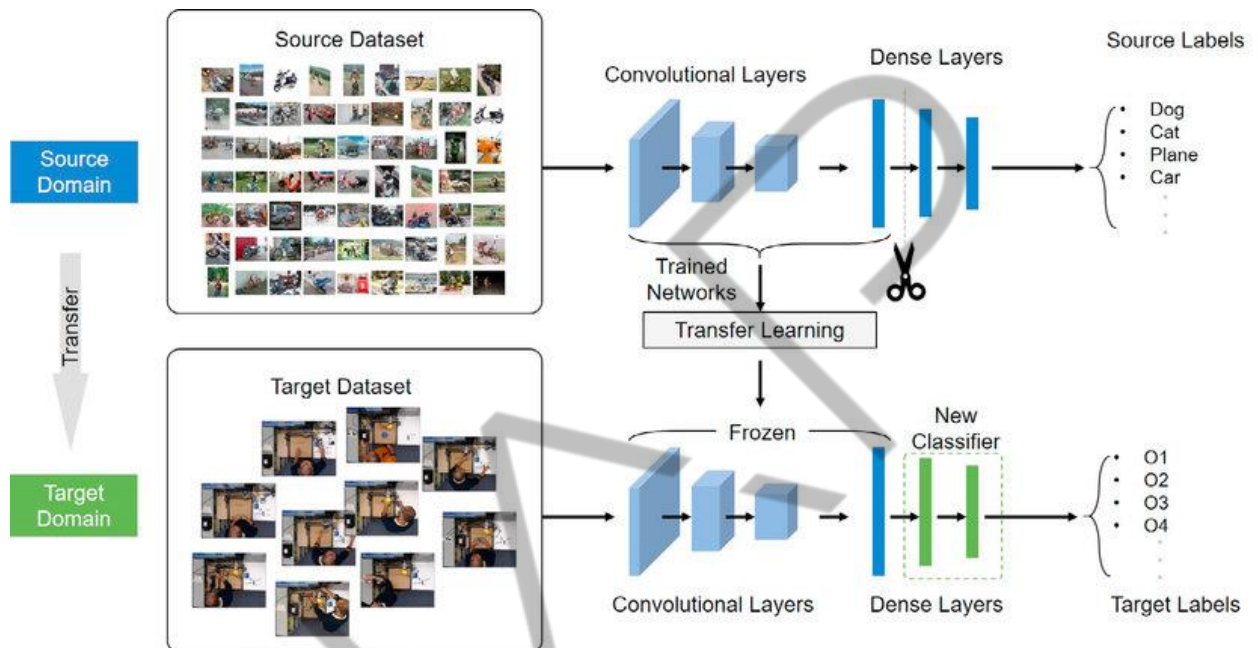 Source Dataset
Convolutional Layers
Dense Layers
Source Labels
Source
Domain
• Dog
• Cat
• Plane
• Car
Trained
Networks
Transfer Learning
Transfer
Target Dataset
Frozen
New
Classifier
Target
Domain
• O1
• O2
• O3
• O4
Convolutional Layers
Dense Layers
Target Labels